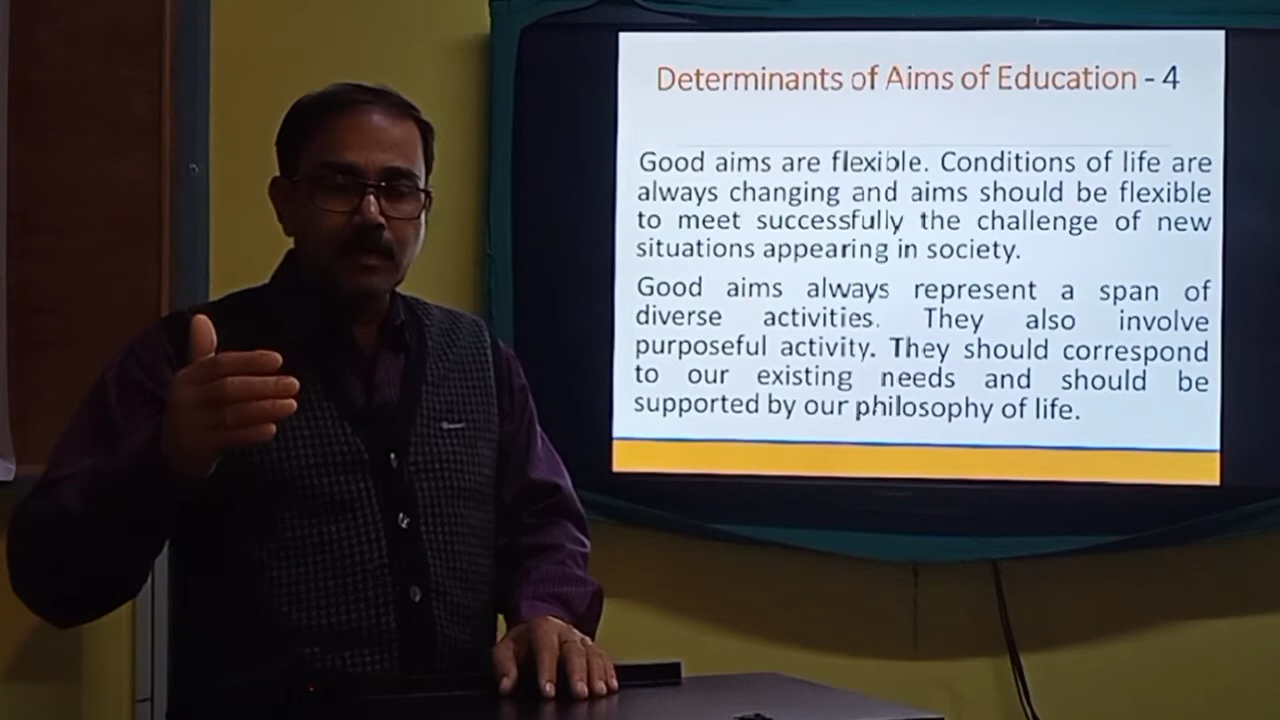 Determinants of Aims of Education - 4
Good aims are flexible. Conditions of life are
always changing and aims should be flexible
to meet successfully the challenge of new
situations appearing in society.
Good aims always represent a span of
diverse activities. They also involve
purposeful activity. They should correspond
to our existing needs and should be
supported by our philosophy of life.